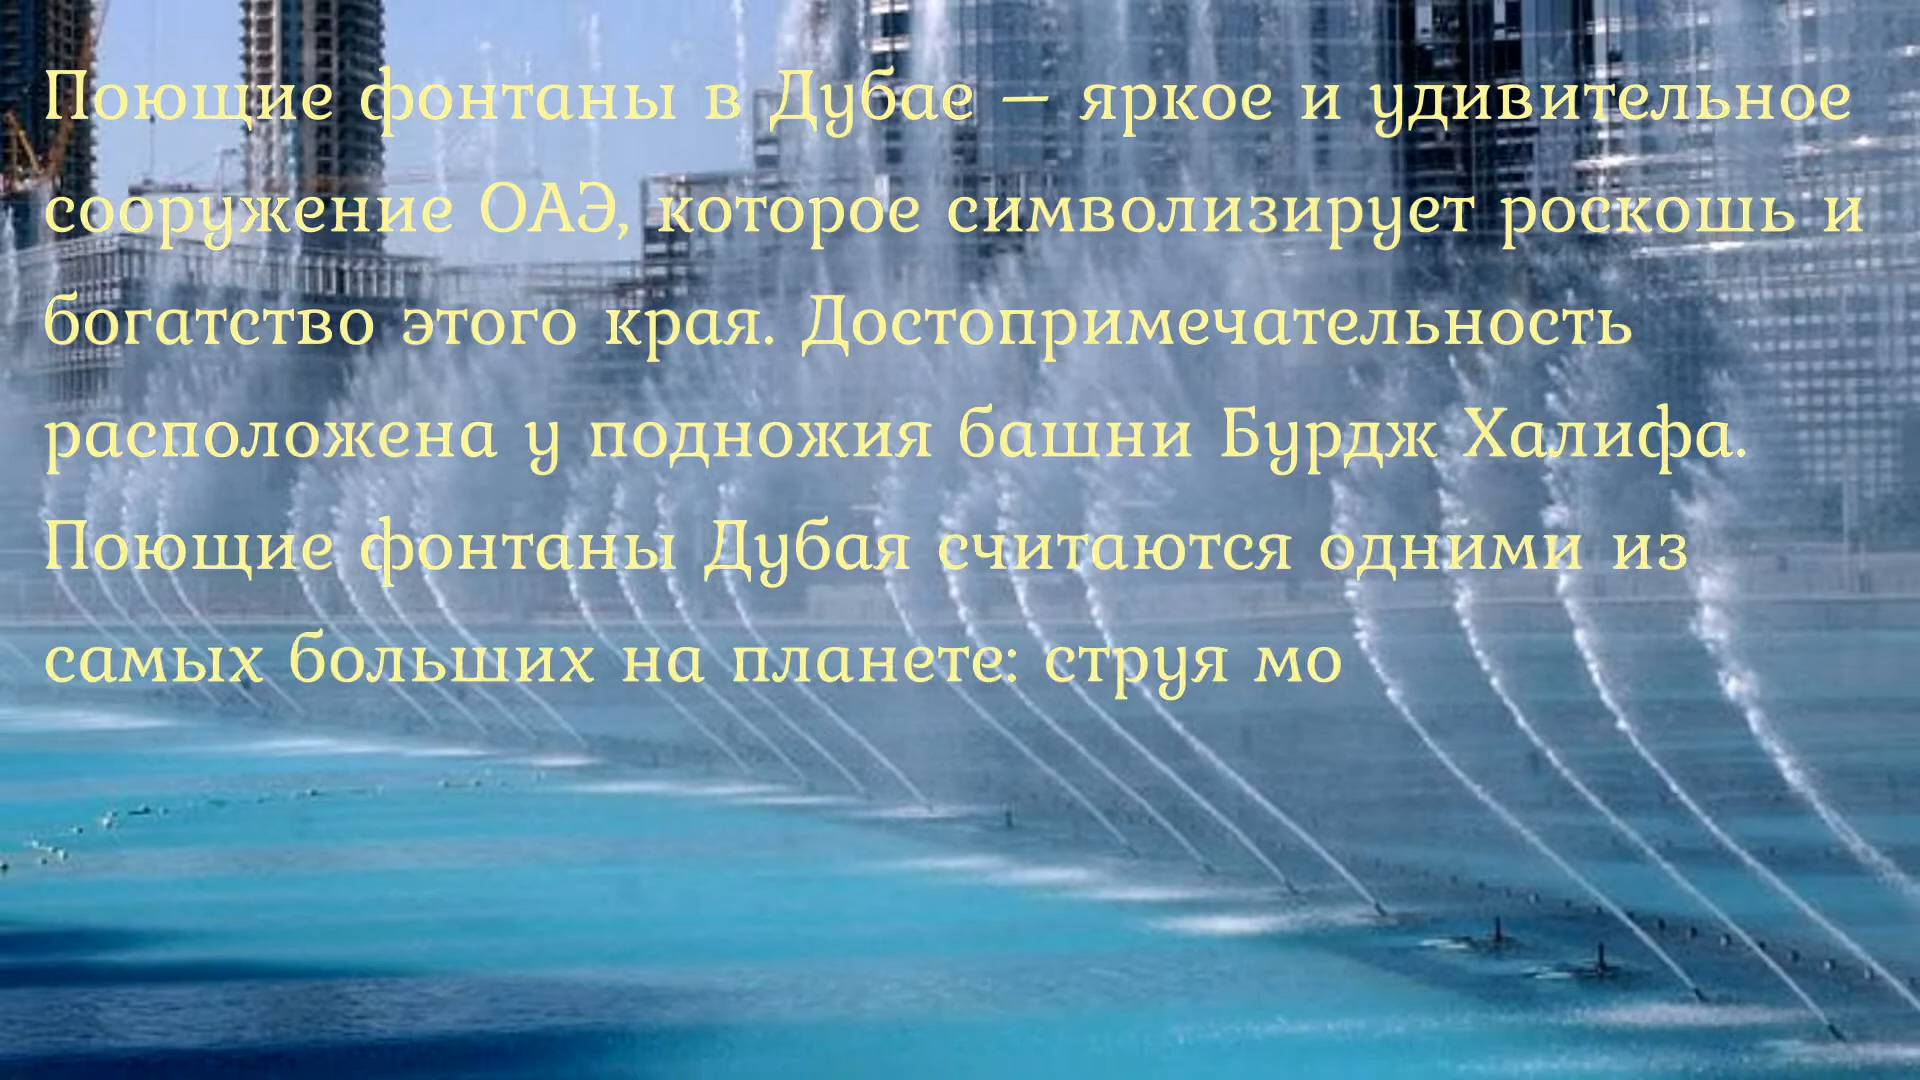 Поющие фонтаны в Дубае — яркое и удивительное
сооружение ОАЭ, которое символизирует роскошь и
богатство этого края. Достопримечательность
расположена у подножия башни Бурдж Халифа.
Поющие фонтаны Дубая считаются одними из
самых больших на планете: струя мо